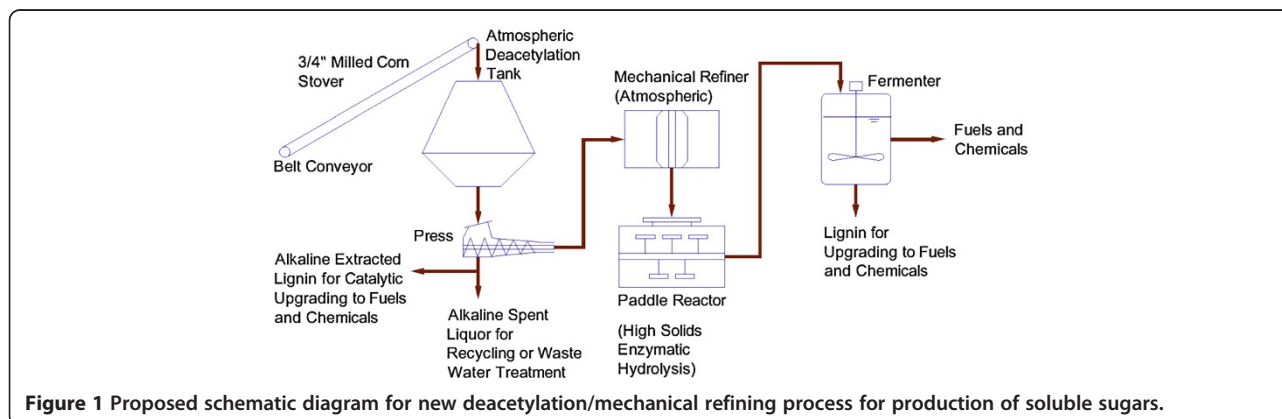 3/4" Milled Corn
Stover
Belt Conveyor
Atmospheric
Deacetylation
Tank
Press
Alkaline Extracted
Lignin for Catalytic
Upgrading to Fuels
and Chemicals
Alkaline Spent
Liquor for
Recycling or Waste
Water Treatment
Mechanical Refiner
(Atmospheric)
Paddle Reactor
(High Solids
Enzymatic
Hydrolysis)
Fermenter
Fuels and
Chemicals
Lignin for
Upgrading to Fuels
and Chemicals
Figure 1 Proposed schematic diagram for new deacetylation/mechanical refining process for production of soluble sugars.